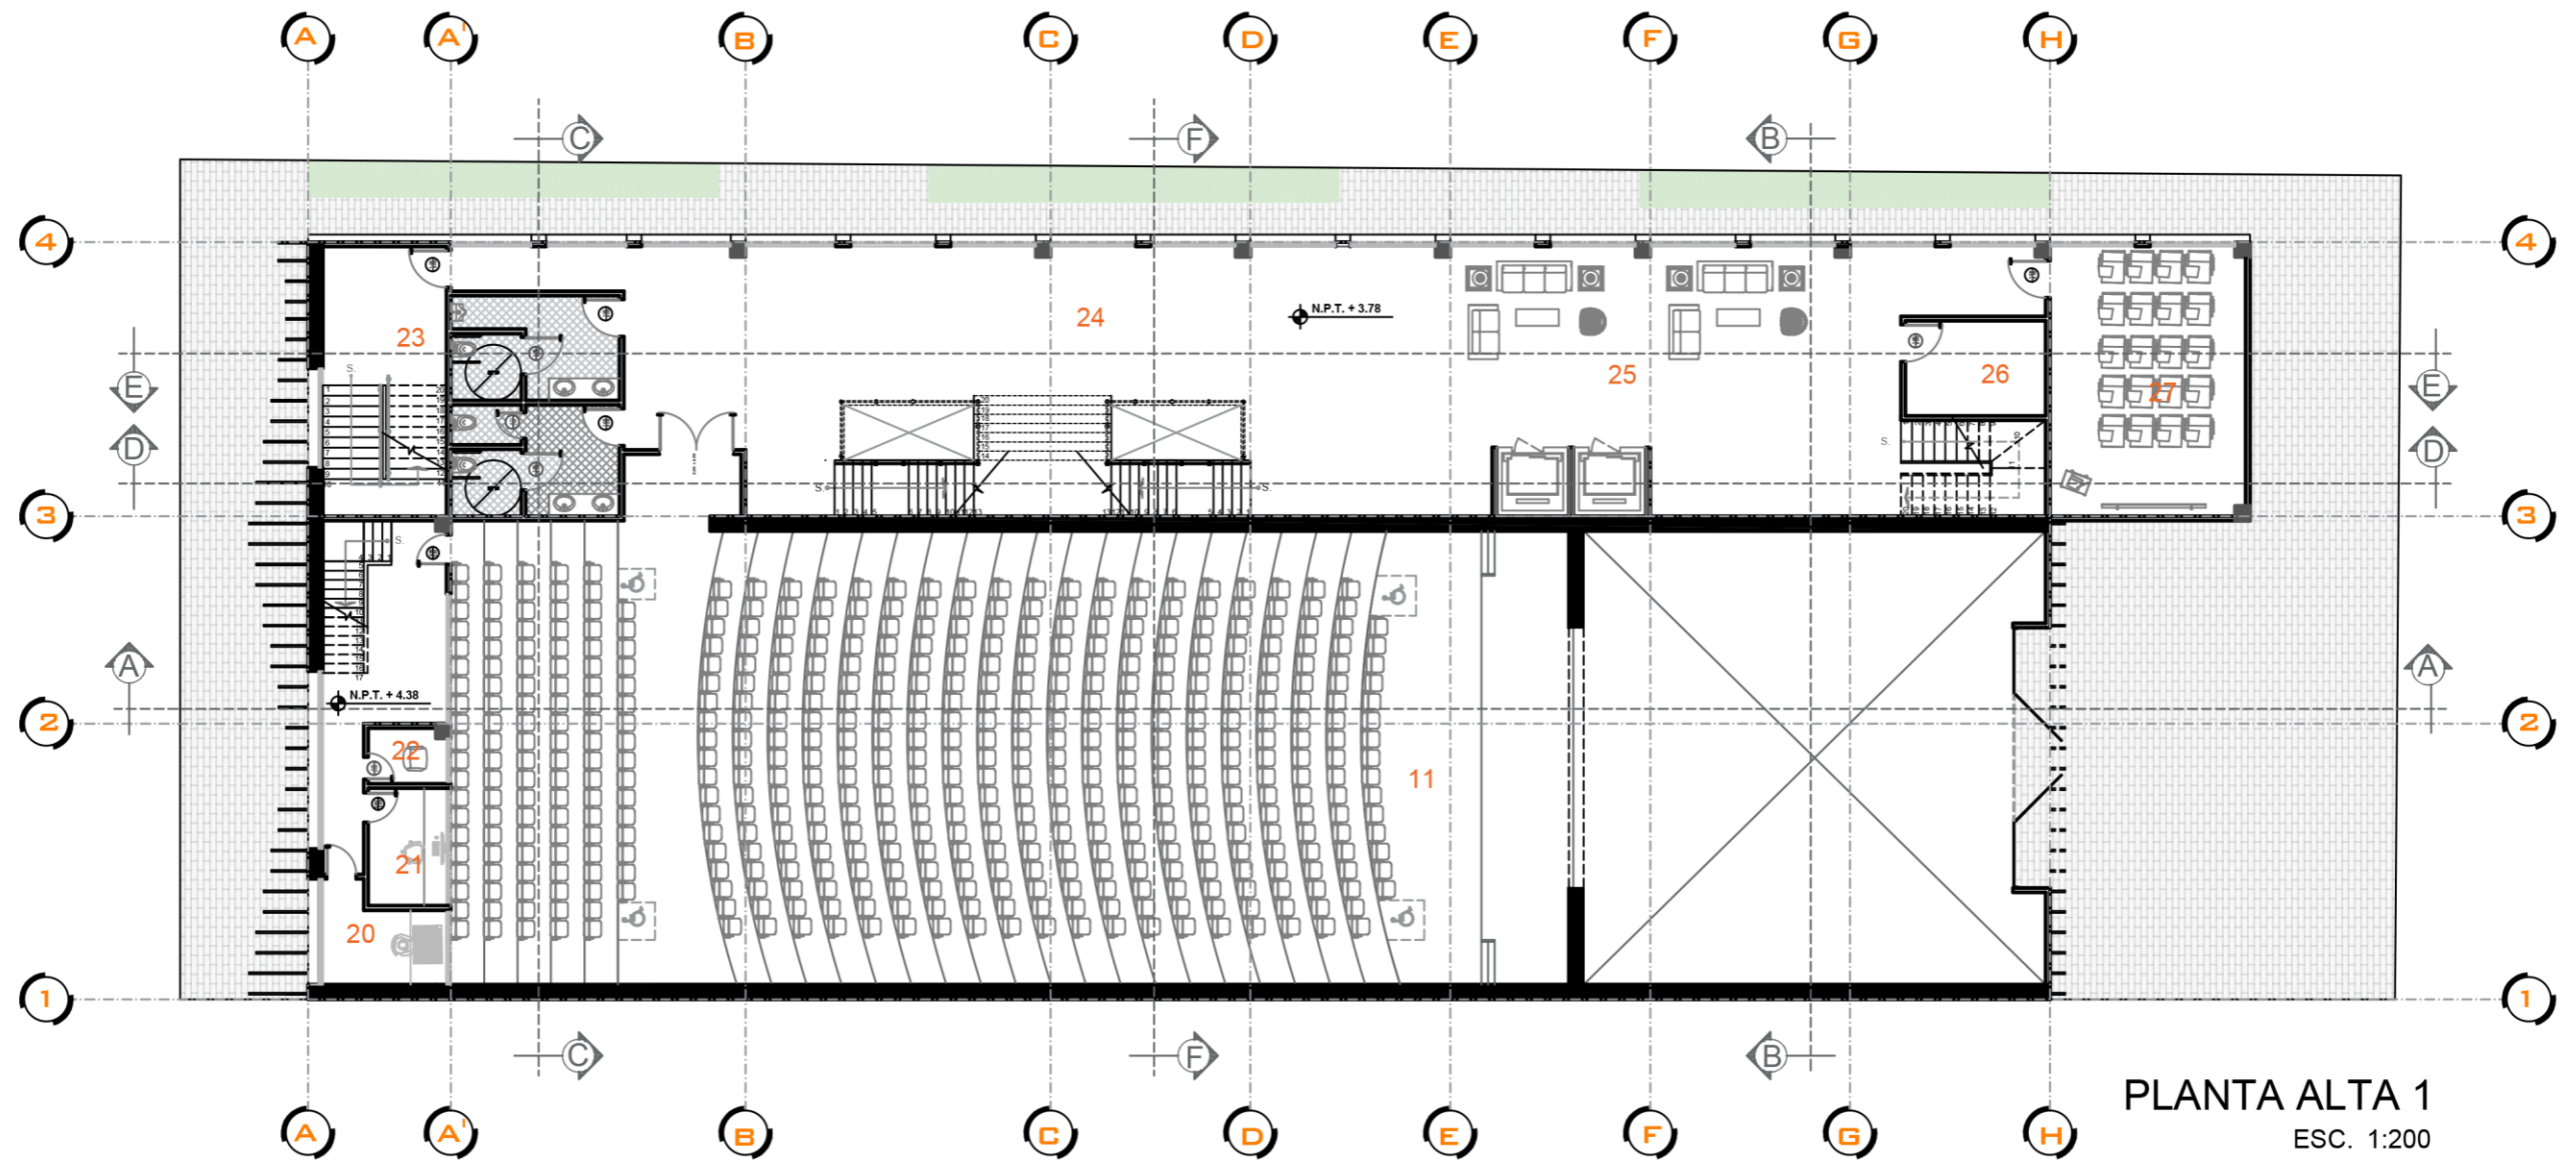 A A' B C D E F G H
C F B
4 4
24 N.P.T. + 3.78
23
25 26 27
E E
S.
D D
S. S. S.
3 3
S.
A A
N.P.T. + 4.38
2 2
22
11
21
20
1 1
C F B
A A' B C D E F G H
PLANTA ALTA 1
ESC. 1:200